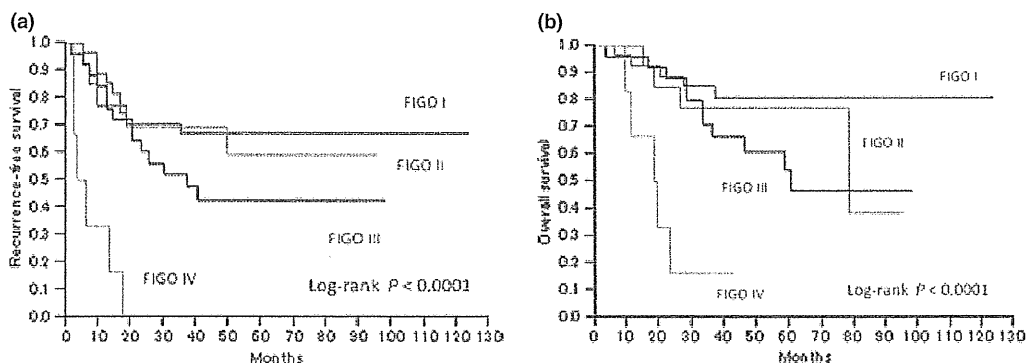 (a)
1.0
0.9
0.8
0.7
0.6
0.5
0.4
0.3
0.2
0.1
0.0
Recurrence-free survival
FIGO I
FIGO II
FIGO III
FIGO IV
Log-rank P < 0.0001
0 10 20 30 40 50 60 70 80 90 100 110 120 130
Months
(b)
1.0
0.9
0.8
0.7
0.6
0.5
0.4
0.3
0.2
0.1
0.0
Overall survival
FIGO I
FIGO II
FIGO III
FIGO IV
Log-rank P < 0.0001
0 10 20 30 40 50 60 70 80 90 100 110 120 130
Months